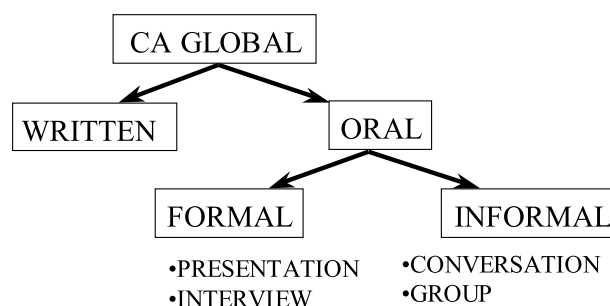 CA GLOBAL
WRITTEN
ORAL
FORMAL
INFORMAL
•PRESENTATION
•INTERVIEW
•CONVERSATION
•GROUP